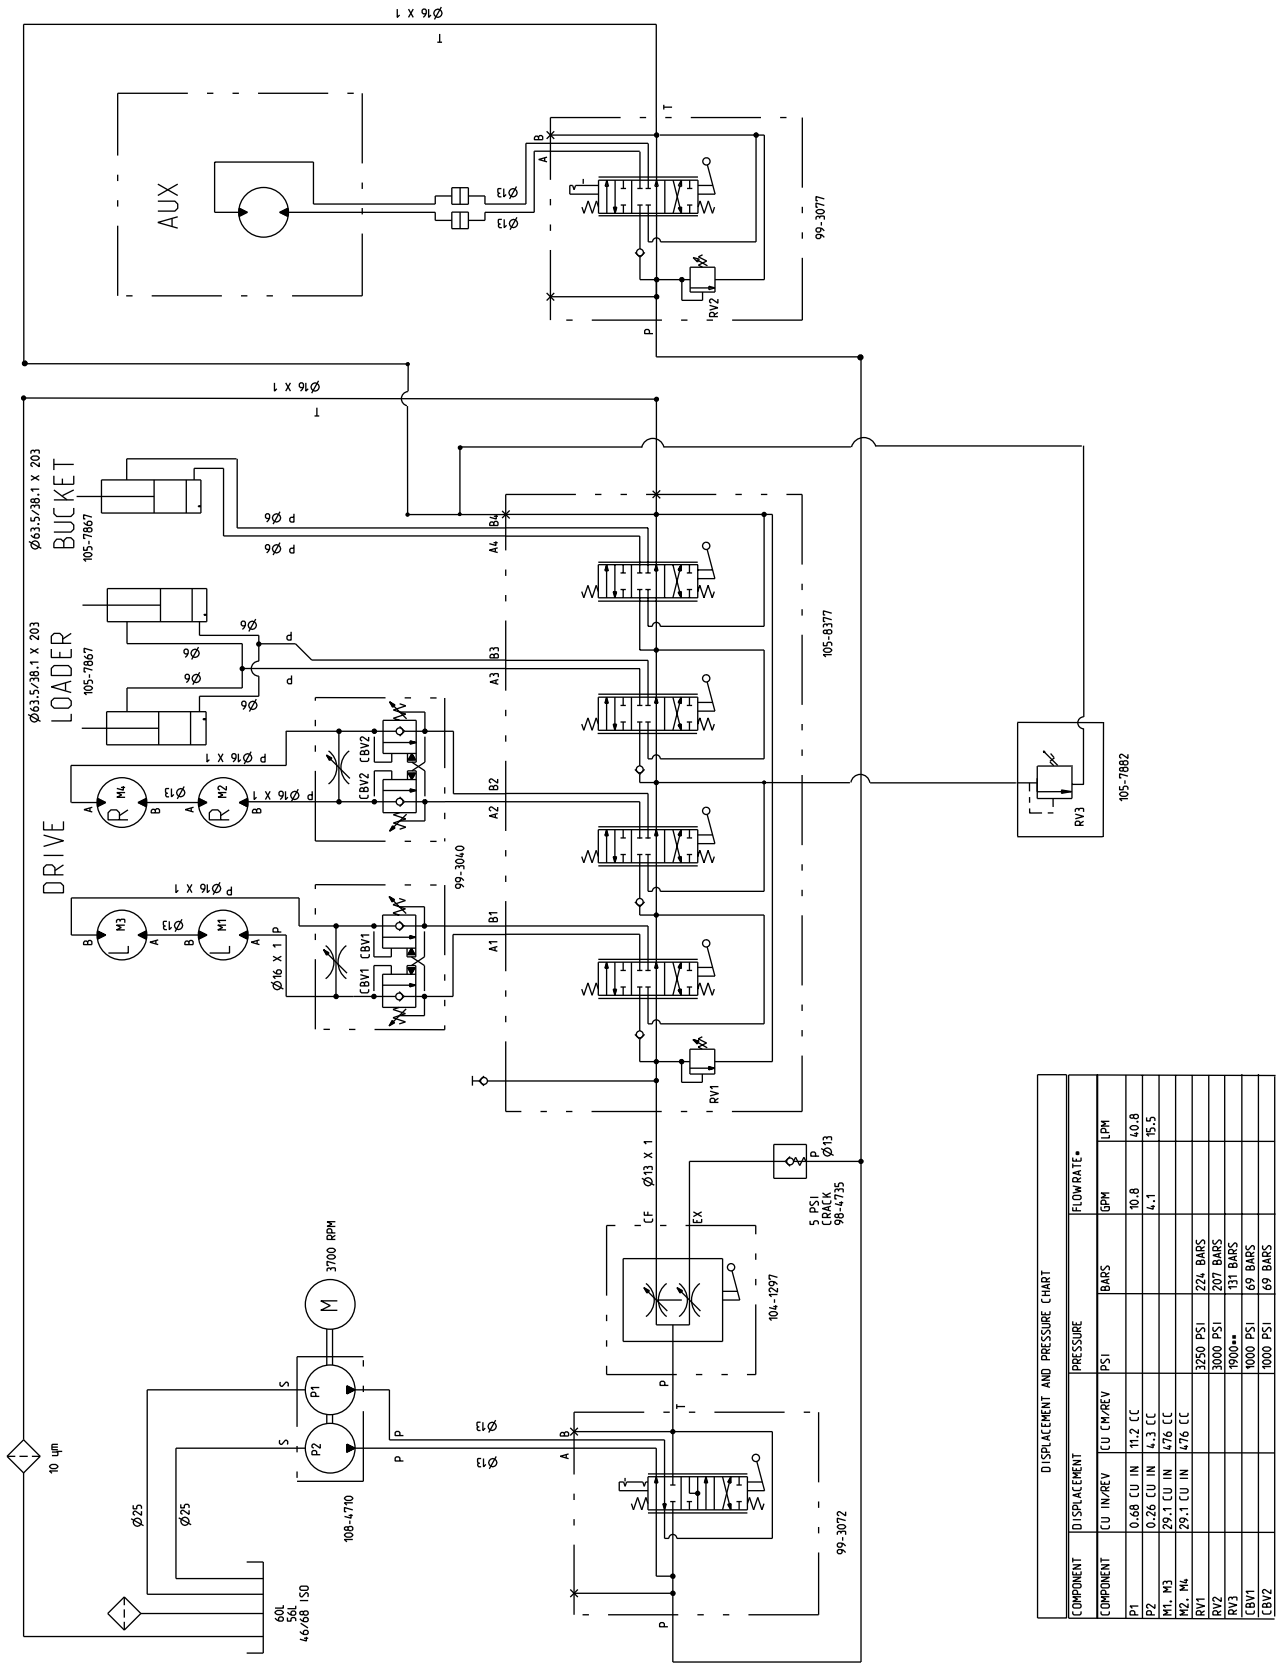 Ø16 X 1
T
AUX
Ø13
Ø13
B
A
T
99-3077
RV2
P
Ø16 X 1
T
Ø63.5/38.1 X 203
BUCKET
105-7867
P Ø6
Ø6 P
B4
A4
Ø63.5/38.1 X 203
LOADER
105-7867
Ø6
Ø6
Ø6
Ø6
P
P
B3
A3
105-8377
DRIVE
P Ø16 X 1
A
R M4
B
Ø13
A
R M2
B
P Ø16 X 1
CBV2
CBV2
B2
A2
99-3040
P Ø16 X 1
B
L M3
A
Ø13
B
L M1
A
Ø16 X 1 P
CBV1
CBV1
B1
A1
RV1
RV3
105-7882
Ø13 X 1
CF
EX
P
Ø13
5 PSI
CRACK
98-4735
104-1297
P
3700 RPM
M
S
P1
S
P2
108-4710
P
P
Ø13
Ø13
T
B
A
99-3072
P
10 μm
Ø25
Ø25
60L
56L
46/68 ISO
DISPLACEMENT AND PRESSURE CHART
COMPONENT DISPLACEMENT PRESSURE FLOWRATE*
COMPONENT CU IN/REV CU CM/REV PSI BARS GPM LPM
P1 0.68 CU IN 11.2 CC 10.8 40.8
P2 0.26 CU IN 4.3 CC 4.1 15.5
M1. M3 29.1 CU IN 476 CC
M2. M4 29.1 CU IN 476 CC
RV1 3250 PSI 224 BARS
RV2 3000 PSI 207 BARS
RV3 1900** 131 BARS
CBV1 1000 PSI 69 BARS
CBV2 1000 PSI 69 BARS